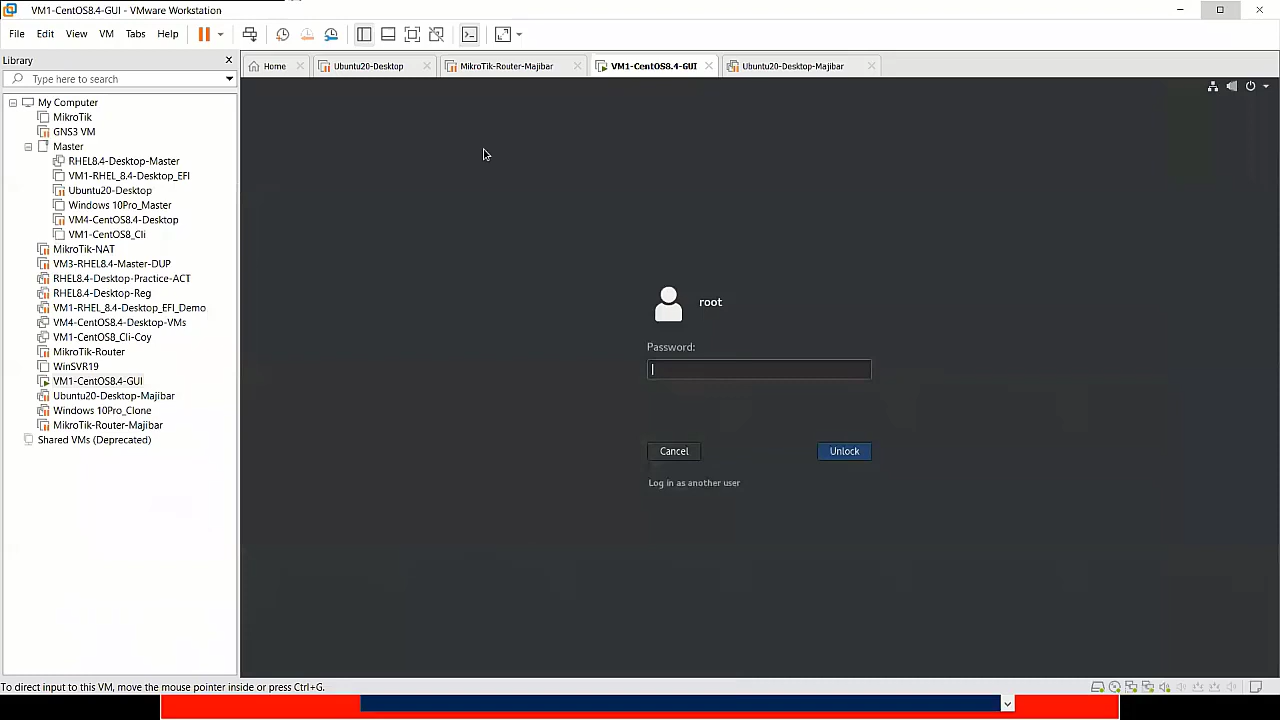 VM1-CentOS8.4-GUI - VMware Workstation
File Edit View VM Tabs Help
Library
Type here to search
Home
Ubuntu20-Desktop
MikroTik-Router-Majibar
VM1-CentOS8.4-GUI
Ubuntu20-Desktop-Majibar
My Computer
MikroTik
GNS3 VM
Master
RHEL8.4-Desktop-Master
VM1-RHEL_8.4-Desktop_EFI
Ubuntu20-Desktop
Windows 10Pro_Master
VM4-CentOS8.4-Desktop
VM1-CentOS8_Cli
MikroTik-NAT
VM3-RHEL8.4-Master-DUP
RHEL8.4-Desktop-Practice-ACT
RHEL8.4-Desktop-Reg
VM1-RHEL_8.4-Desktop_EFI_Demo
VM4-CentOS8.4-Desktop-VMs
VM1-CentOS8_Cli-Coy
MikroTik-Router
WinSVR19
VM1-CentOS8.4-GUI
Ubuntu20-Desktop-Majibar
Windows 10Pro_Clone
MikroTik-Router-Majibar
Shared VMs (Deprecated)
root
Password:
Cancel
Unlock
Log in as another user
To direct input to this VM, move the mouse pointer inside or press Ctrl+G.